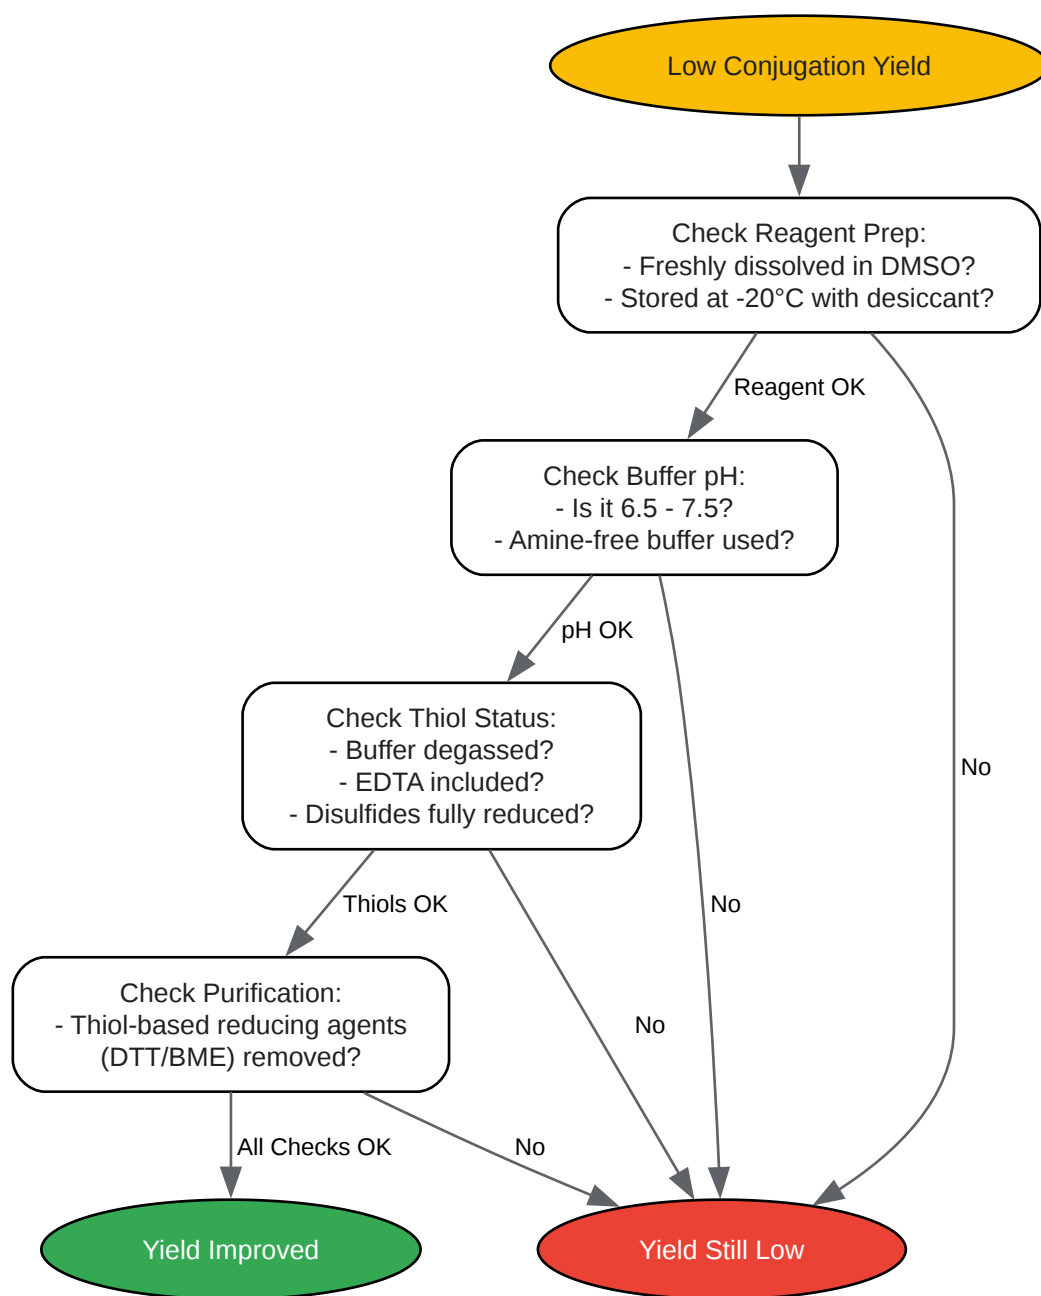 Low Conjugation Yield
Check Reagent Prep:
- Freshly dissolved in DMSO?
- Stored at -20°C with desiccant?
Reagent OK
Check Buffer pH:
- Is it 6.5 - 7.5?
- Amine-free buffer used?
pH OK
Check Thiol Status:
- Buffer degassed?
- EDTA included?
- Disulfides fully reduced?
No
Thiols OK
No
Check Purification:
- Thiol-based reducing agents
(DTT/BME) removed?
No
All Checks OK
No
Yield Improved
Yield Still Low